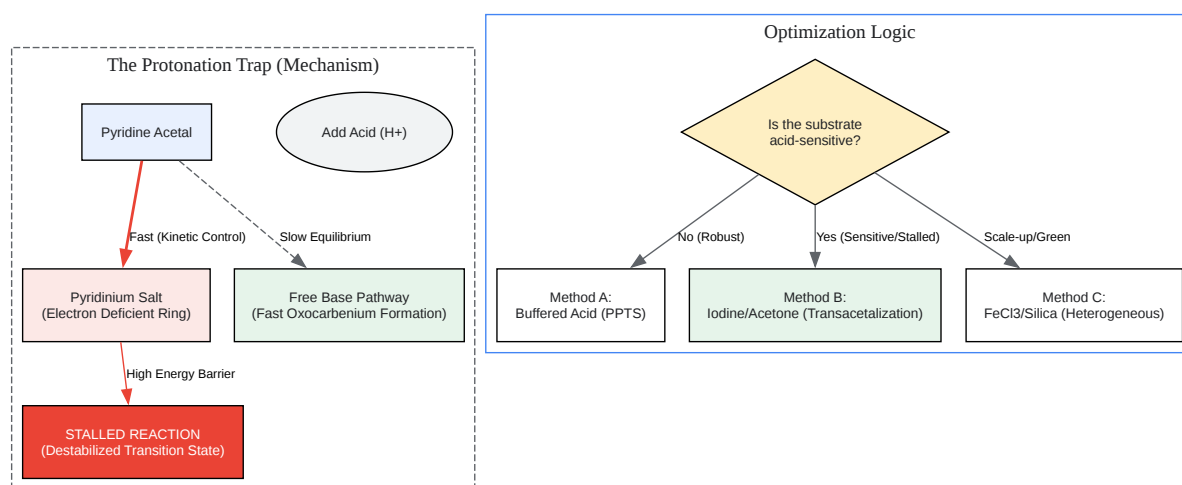 The Protonation Trap (Mechanism)
Pyridine Acetal
Add Acid (H+)
Fast (Kinetic Control)
Slow Equilibrium
Pyridinium Salt
(Electron Deficient Ring)
Free Base Pathway
(Fast Oxocarbenium Formation)
High Energy Barrier
STALLED REACTION
(Destabilized Transition State)
Optimization Logic
Is the substrate
acid-sensitive?
No (Robust)
Yes (Sensitive/Stalled)
Scale-up/Green
Method A:
Buffered Acid (PPTS)
Method B:
Iodine/Acetone (Transacetalization)
Method C:
FeCl3/Silica (Heterogeneous)